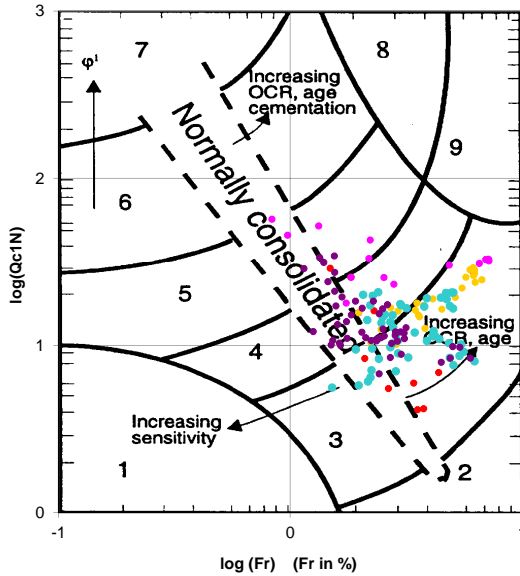 3
7
8
φ¹
Increasing
OCR, age
cementation
9
2
6
Normally consolidated
log(Qc1N)
5
Increasing
OCR, age
1
4
Increasing
sensitivity
3
1
2
0
-1
0
log (Fr) (Fr in %)